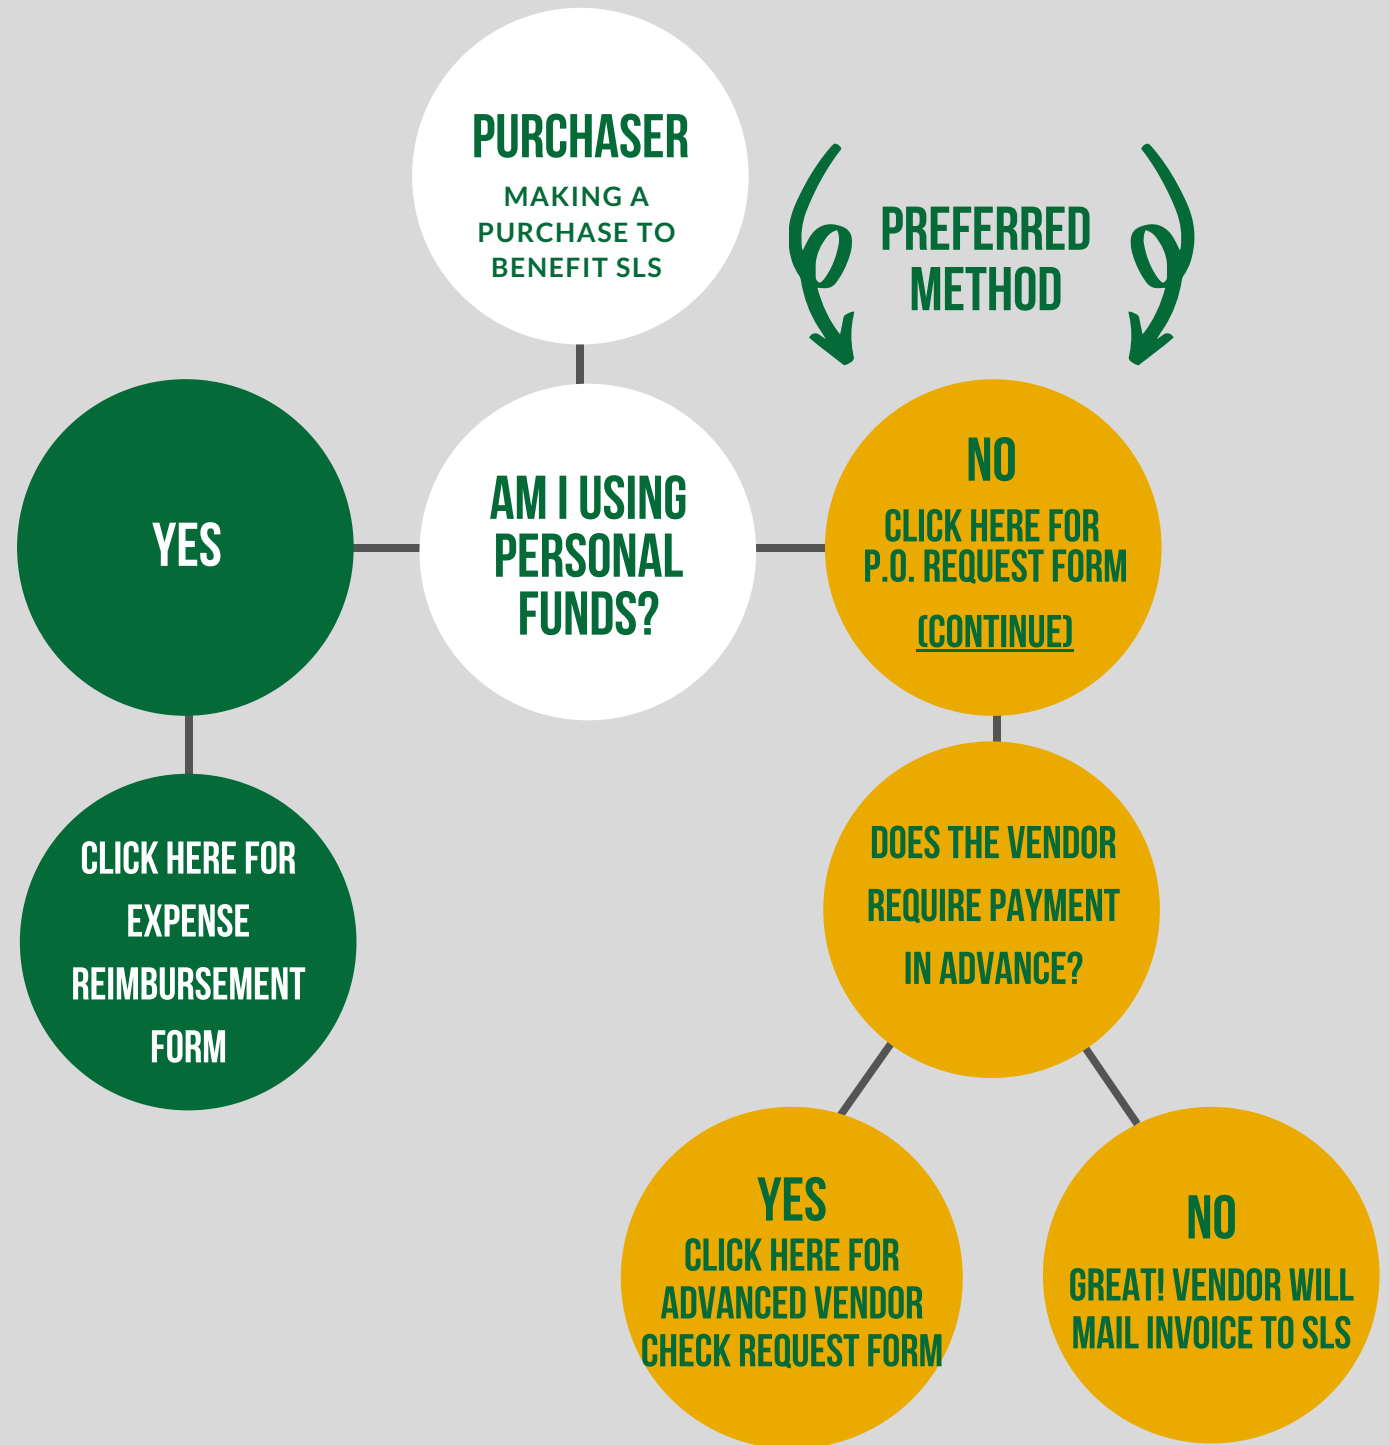 PURCHASER
MAKING A
PURCHASE TO
BENEFIT SLS
PREFERRED
METHOD
YES
AM I USING
PERSONAL
FUNDS?
NO
CLICK HERE FOR
P.O. REQUEST FORM
(CONTINUE)
CLICK HERE FOR
EXPENSE
REIMBURSEMENT
FORM
DOES THE VENDOR
REQUIRE PAYMENT
IN ADVANCE?
YES
CLICK HERE FOR
ADVANCED VENDOR
CHECK REQUEST FORM
NO
GREAT! VENDOR WILL
MAIL INVOICE TO SLS